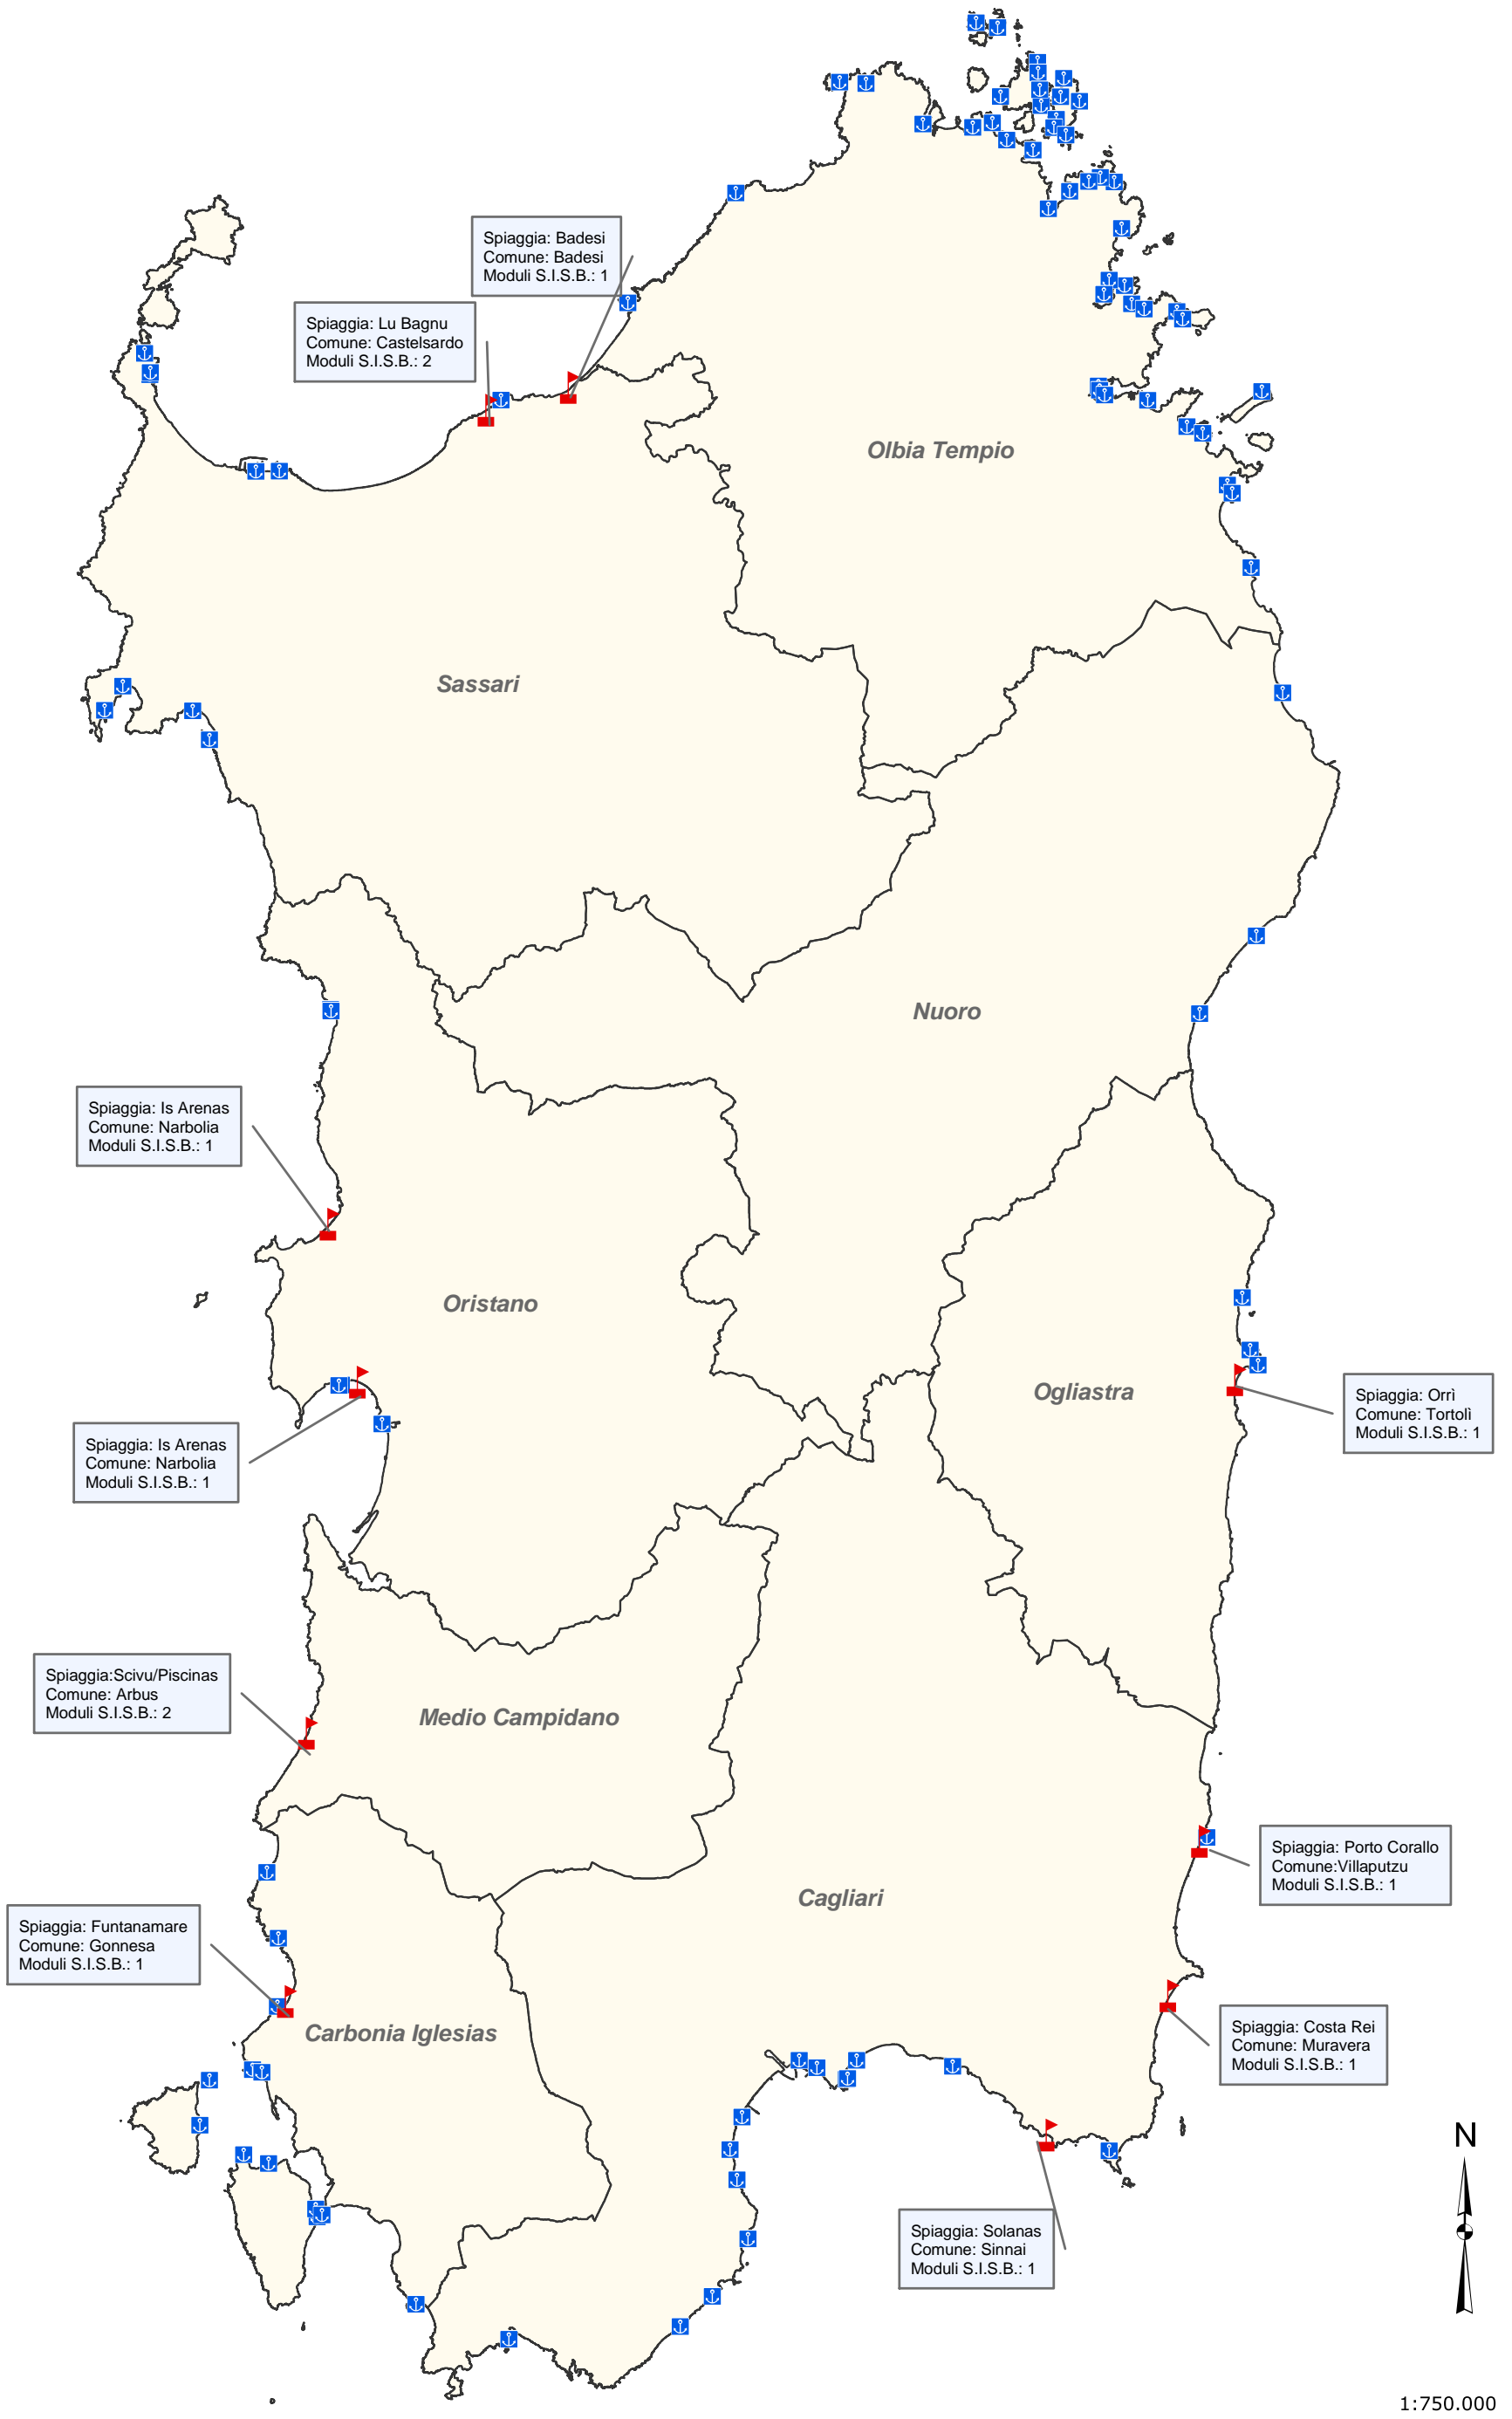 Spiaggia: Badesi
Comune: Badesi
Moduli S.I.S.B.: 1
Spiaggia: Lu Bagnu
Comune: Castelsardo
Moduli S.I.S.B.: 2
Olbia Tempio
Sassari
Nuoro
Spiaggia: Is Arenas
Comune: Narbolia
Moduli S.I.S.B.: 1
Oristano
Ogliastra
Spiaggia: Orrì
Comune: Tortolì
Moduli S.I.S.B.: 1
Spiaggia: Is Arenas
Comune: Narbolia
Moduli S.I.S.B.: 1
Spiaggia:Scivu/Piscinas
Comune: Arbus
Moduli S.I.S.B.: 2
Medio Campidano
Spiaggia: Porto Corallo
Comune:Villaputzu
Moduli S.I.S.B.: 1
Cagliari
Spiaggia: Funtanamare
Comune: Gonnesa
Moduli S.I.S.B.: 1
Carbonia Iglesias
Spiaggia: Costa Rei
Comune: Muravera
Moduli S.I.S.B.: 1
N
Spiaggia: Solanas
Comune: Sinnai
Moduli S.I.S.B.: 1
1:750.000